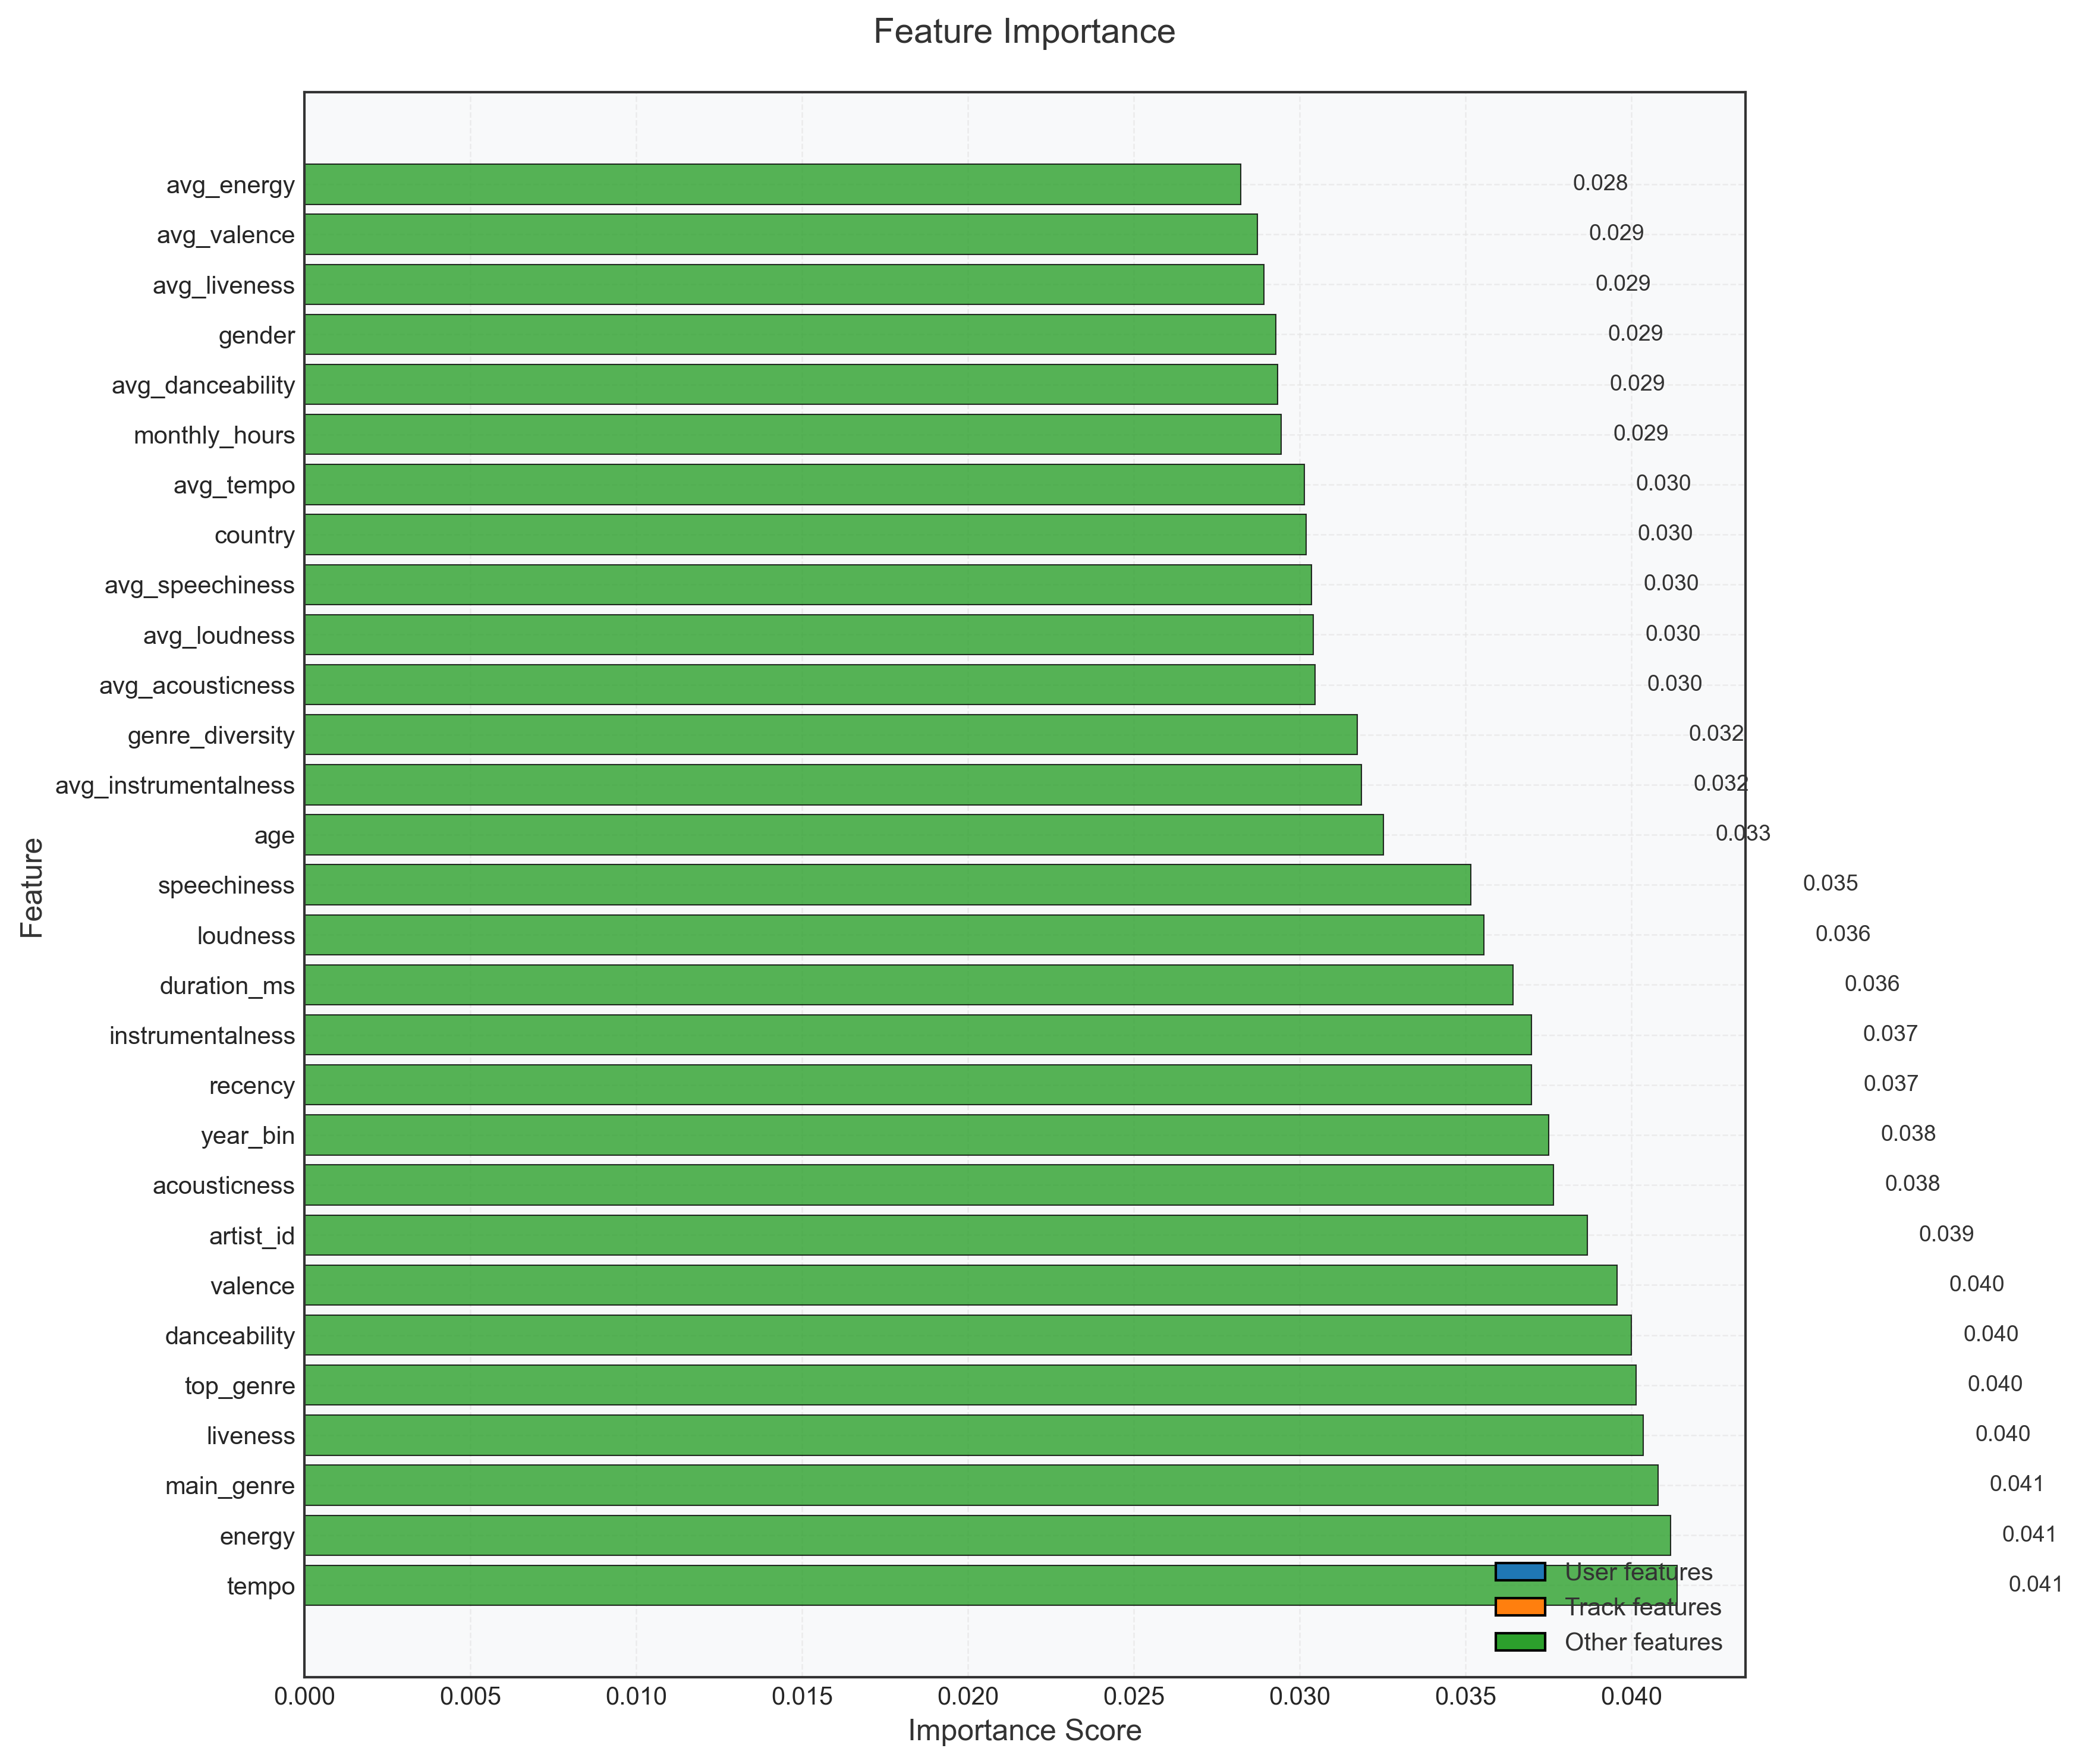 Feature Importance
avg_energy 0.028
avg_valence 0.029
avg_liveness 0.029
gender 0.029
avg_danceability 0.029
monthly_hours 0.029
avg_tempo 0.030
country 0.030
avg_speechiness 0.030
avg_loudness 0.030
avg_acousticness 0.030
genre_diversity 0.032
avg_instrumentalness 0.032
age 0.033
speechiness 0.035
loudness 0.036
duration_ms 0.036
instrumentalness 0.037
recency 0.037
year_bin 0.038
acousticness 0.038
artist_id 0.039
valence 0.040
danceability 0.040
top_genre 0.040
liveness 0.040
main_genre 0.041
energy 0.041
tempo 0.041
Feature
User features
Track features
Other features
0.000 0.005 0.010 0.015 0.020 0.025 0.030 0.035 0.040
Importance Score